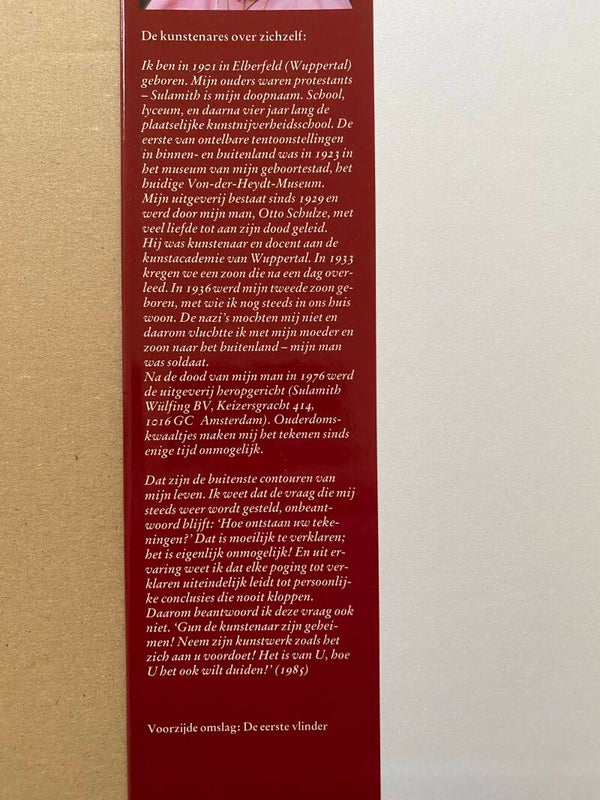 De kunstenares over zichzelf:
Ik ben in 1901 in Elberfeld (Wuppertal)
geboren. Mijn ouders waren protestants
– Sulamith is mijn doopnaam. School,
lyceum, en daarna vier jaar lang de
plaatselijke kunstnijverheidsschool. De
eerste van ontelbare tentoonstellingen
in binnen- en buitenland was in 1923 in
het museum van mijn geboortestad, het
huidige Von-der-Heydt-Museum.
Mijn uitgeverij bestaat sinds 1929 en
werd door mijn man, Otto Schulze, met
veel liefde tot aan zijn dood geleid.
Hij was kunstenaar en docent aan de
kunstacademie van Wuppertal. In 1933
kregen we een zoon die na een dag over-
leed. In 1936 werd mijn tweede zoon ge-
boren, met wie ik nog steeds in ons huis
woon. De nazi's mochten mij niet en
daarom vluchtte ik met mijn moeder en
zoon naar het buitenland – mijn man
was soldaat.
Na de dood van mijn man in 1976 werd
de uitgeverij heropgericht (Sulamith
Wülfing BV, Keizersgracht 414,
1016 GC Amsterdam). Ouderdoms-
kwaaltjes maken mij het tekenen sinds
enige tijd onmogelijk.
Dat zijn de buitenste contouren van
mijn leven. Ik weet dat de vraag die mij
steeds weer wordt gesteld, onbeant-
woord blijft: ‘Hoe ontstaan uw teke-
ningen?’ Dat is moeilijk te verklaren;
het is eigenlijk onmogelijk! En uit er-
varing weet ik dat elke poging tot ver-
klaren uiteindelijk leidt tot persoonlij-
ke conclusies die nooit kloppen.
Daarom beantwoord ik deze vraag ook
niet. ‘Gun de kunstenaar zijn gehei-
men! Neem zijn kunstwerk zoals het
zich aan u voordoet! Het is van U, hoe
U het ook wilt duiden!’ (1985)
Voorzijde omslag: De eerste vlinder